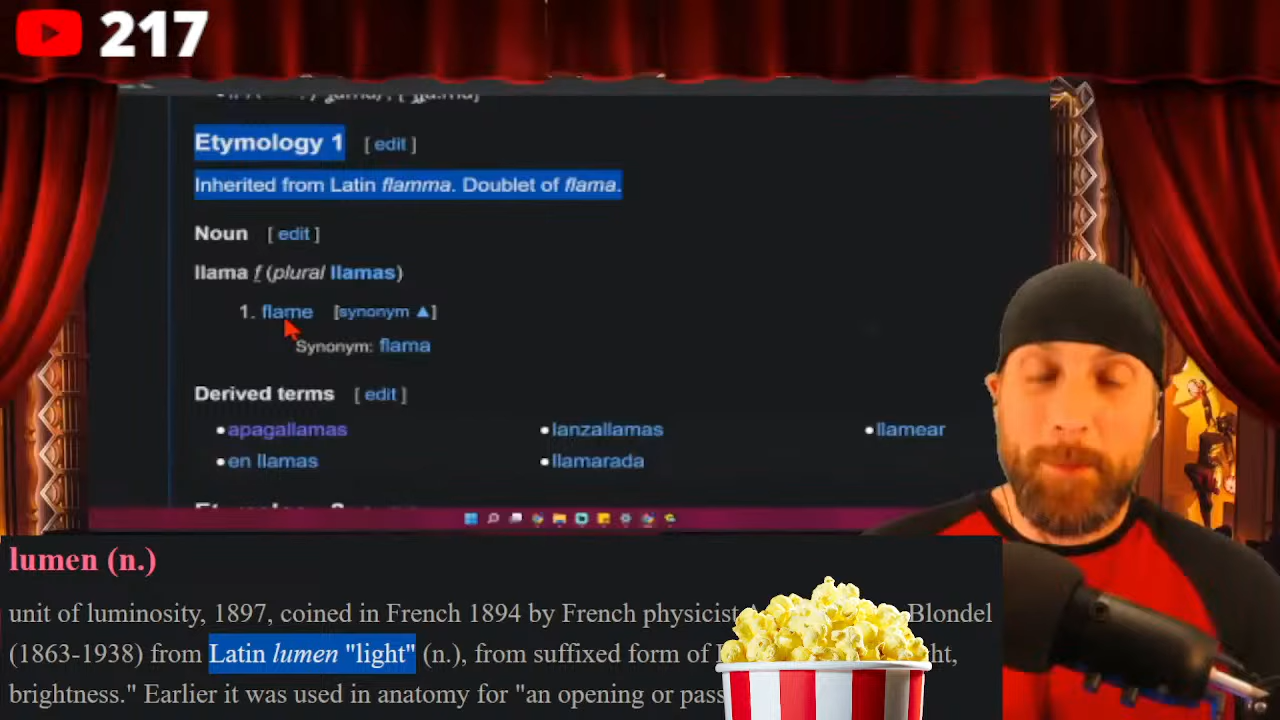 217
Etymology 1 [ edit ]
Inherited from Latin flamma. Doublet of flama.
Noun [ edit ]
llama f (plural llamas)
1. flame [synonym ▲]
Synonym: flama
Derived terms [ edit ]
•apagallamas •lanzallamas •llamear
•en llamas •llamarada
lumen (n.)
unit of luminosity, 1897, coined in French 1894 by French physicist Blondel
(1863-1938) from Latin lumen "light" (n.), from suffixed form of
brightness." Earlier it was used in anatomy for "an opening or